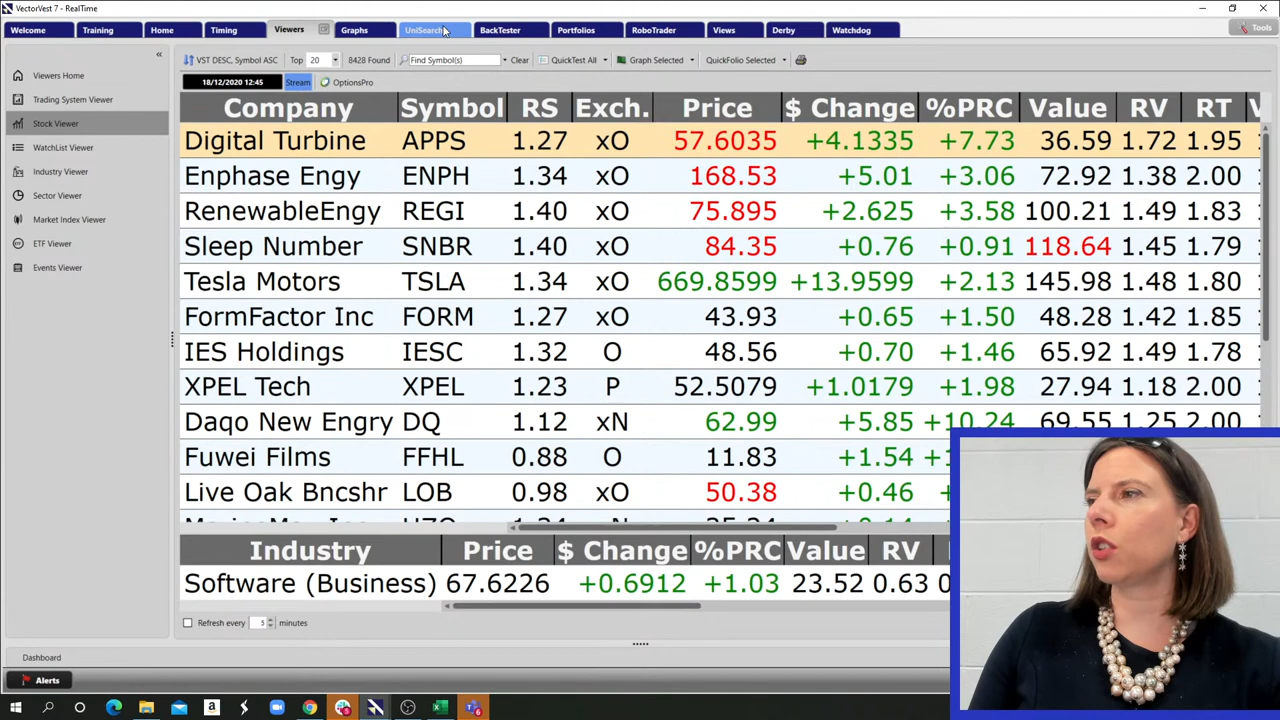 VectorVest 7 - RealTime
Welcome Training Home Timing Viewers Graphs UniSearch BackTester Portfolios RoboTrader Views Derby Watchdog Tools
VST DESC, Symbol ASC Top 20 8428 Found Find Symbol(s) Clear QuickTest All Graph Selected QuickFolio Selected
18/12/2020 12:45 Stream OptionsPro
Viewers Home
Trading System Viewer
Stock Viewer
WatchList Viewer
Industry Viewer
Sector Viewer
Market Index Viewer
ETF Viewer
Events Viewer
Company Symbol RS Exch. Price $ Change %PRC Value RV RT
Digital Turbine APPS 1.27 xO 57.6035 +4.1335 +7.73 36.59 1.72 1.95
Enphase Engy ENPH 1.34 xO 168.53 +5.01 +3.06 72.92 1.38 2.00
RenewableEngy REGI 1.40 xO 75.895 +2.625 +3.58 100.21 1.49 1.83
Sleep Number SNBR 1.40 xO 84.35 +0.76 +0.91 118.64 1.45 1.79
Tesla Motors TSLA 1.34 xO 669.8599 +13.9599 +2.13 145.98 1.48 1.80
FormFactor Inc FORM 1.27 xO 43.93 +0.65 +1.50 48.28 1.42 1.85
IES Holdings IESC 1.32 O 48.56 +0.70 +1.46 65.92 1.49 1.78
XPEL Tech XPEL 1.23 P 52.5079 +1.0179 +1.98 27.94 1.18 2.00
Daqo New Engry DQ 1.12 xN 62.99 +5.85 +10.24 69.55 1.25 2.00
Fuwei Films FFHL 0.88 O 11.83 +1.54
Live Oak Bncshr LOB 0.98 xO 50.38 +0.46
Industry Price $ Change %PRC Value RV
Software (Business) 67.6226 +0.6912 +1.03 23.52 0.63
Refresh every 5 minutes
Dashboard
Alerts